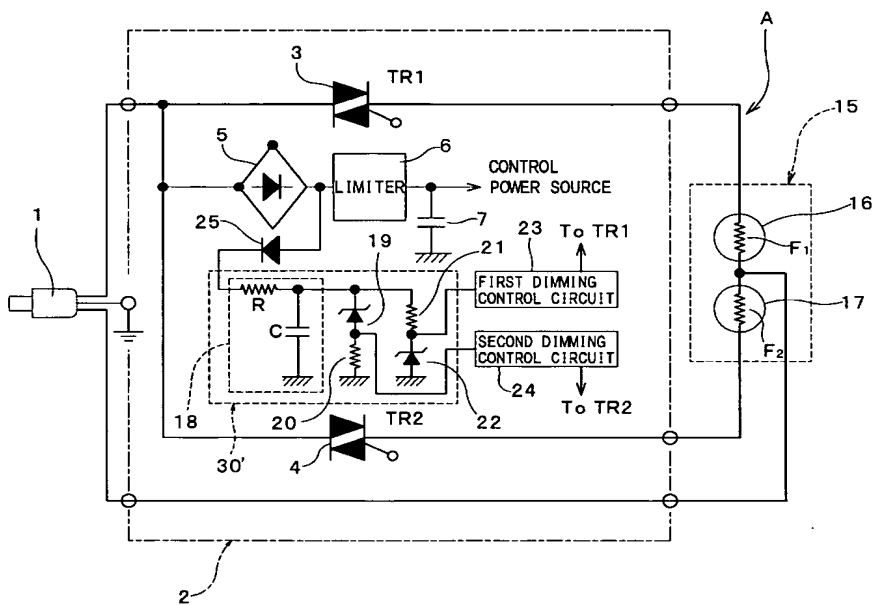 A
3
TR1
15
5
6
LIMITER
CONTROL
POWER SOURCE
16
F1
1
25
7
19
21
23
To TR1
FIRST DIMMING
CONTROL CIRCUIT
17
R
C
SECOND DIMMING
CONTROL CIRCUIT
F2
18
20
22
24
To TR2
30'
TR2
4
2